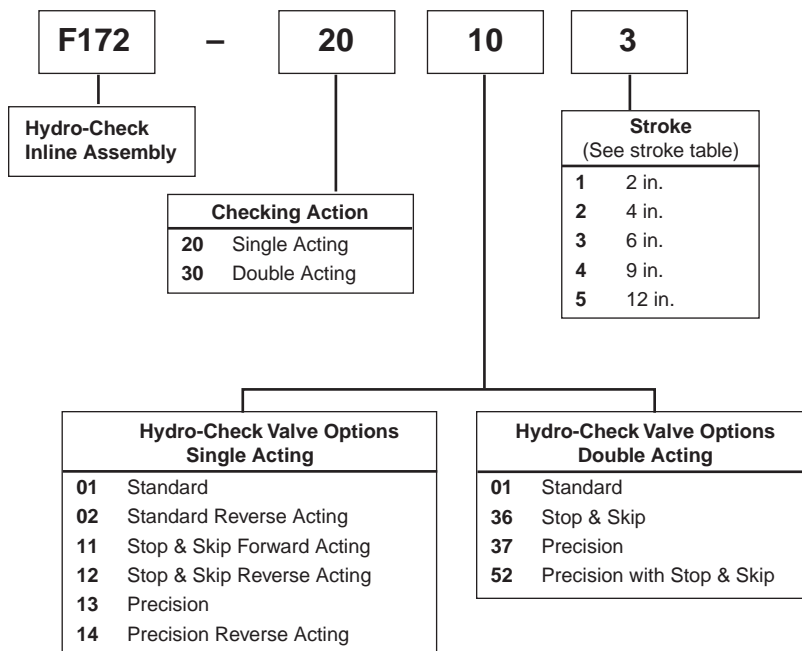 F172 – 20 10 3
Hydro-Check
Inline Assembly
Stroke
(See stroke table)
1 2 in.
2 4 in.
3 6 in.
4 9 in.
5 12 in.
Checking Action
20 Single Acting
30 Double Acting
Hydro-Check Valve Options
Single Acting
01 Standard
02 Standard Reverse Acting
11 Stop & Skip Forward Acting
12 Stop & Skip Reverse Acting
13 Precision
14 Precision Reverse Acting
Hydro-Check Valve Options
Double Acting
01 Standard
36 Stop & Skip
37 Precision
52 Precision with Stop & Skip